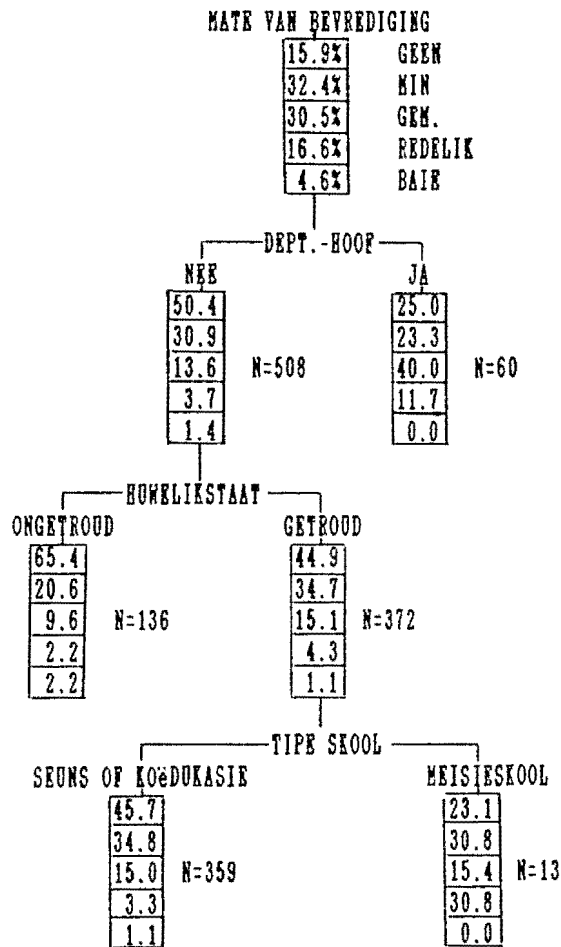 MATE VAN BEVREDIGING
15.9% GEEN
32.4% MIN
30.5% GEM.
16.6% REDELIK
4.6% BAIE
DEPT.-HOOF
NEE JA
50.4 25.0
30.9 23.3
13.6 N=508 40.0 N=60
3.7 11.7
1.4 0.0
HUWELIKSTAAT
ONGETROUD GETROUD
65.4 44.9
20.6 34.7
9.6 N=136 15.1 N=372
2.2 4.3
2.2 1.1
TIPE SKOOL
SEUNS OF KOëDUKASIE MEISIESKOOL
45.7 23.1
34.8 30.8
15.0 N=359 15.4 N=13
3.3 30.8
1.1 0.0